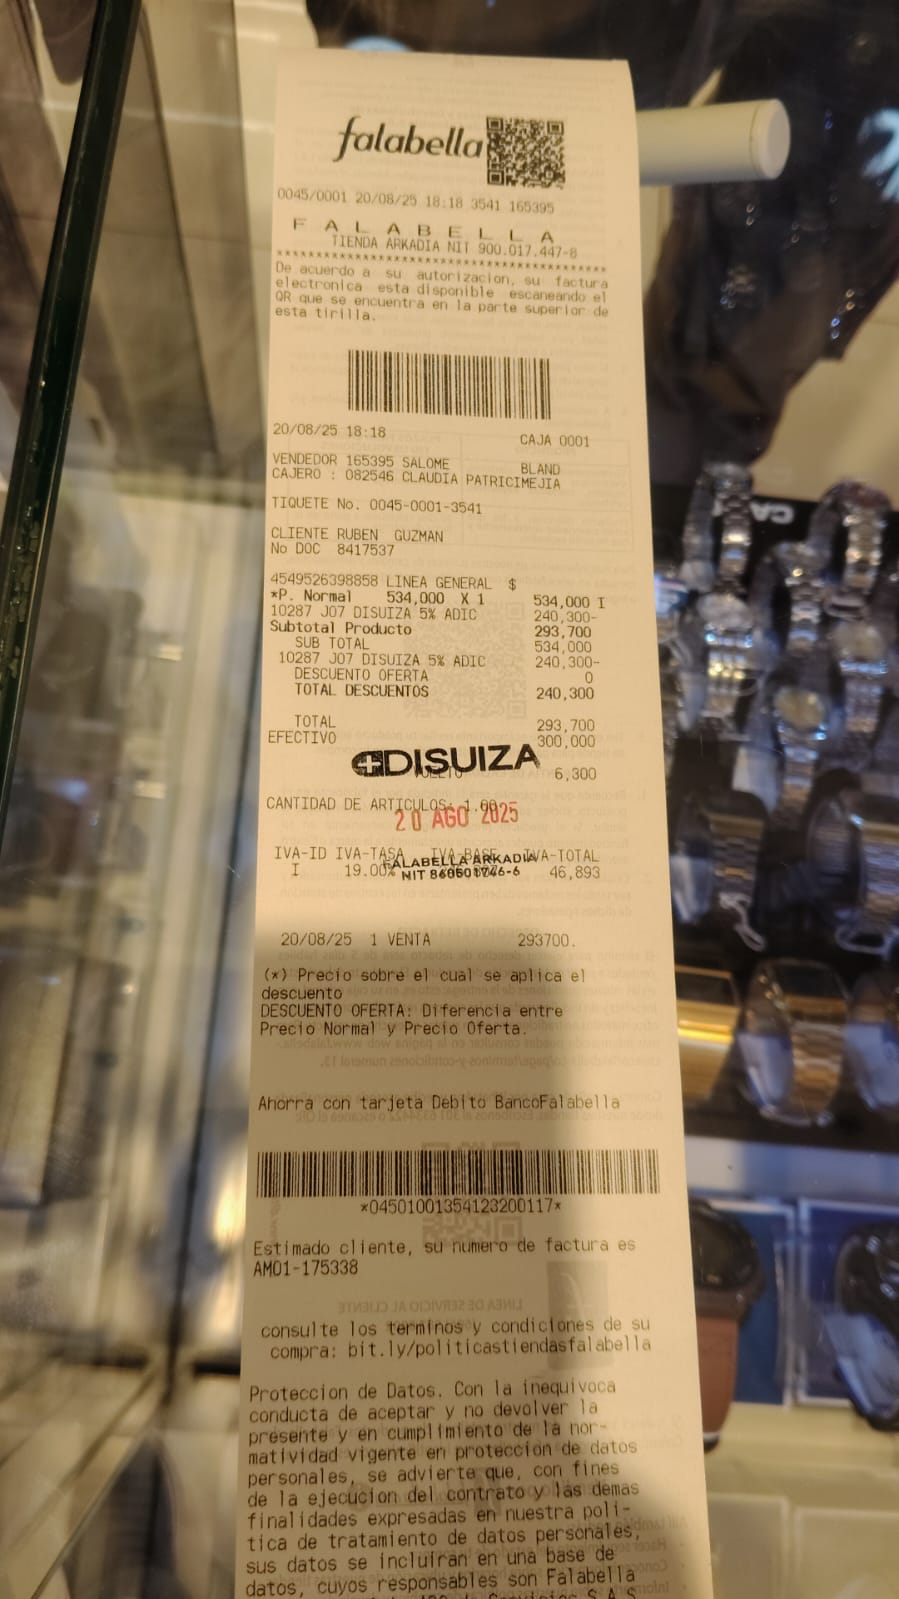 falabella
0045/0001 20/08/25 18:18 3541 165395
F A L A B E L L A
TIENDA ARKADIA NIT 900.017.447-8
****************************************
De acuerdo a su autorizacion, su factura
electronica esta disponible escaneando el
QR que se encuentra en la parte superior de
esta tirilla.
20/08/25 18:18 CAJA 0001
VENDEDOR 165395 SALOME BLAND
CAJERO : 082546 CLAUDIA PATRICIMEJIA
TIQUETE No. 0045-0001-3541
CLIENTE RUBEN GUZMAN
No DOC 8417537
4549526398858 LINEA GENERAL $
*P. Normal 534,000 X 1 534,000 I
10287 J07 DISUIZA 5% ADIC 240,300-
Subtotal Producto 293,700
SUB TOTAL 534,000
10287 J07 DISUIZA 5% ADIC 240,300-
DESCUENTO OFERTA 0
TOTAL DESCUENTOS 240,300
TOTAL 293,700
EFECTIVO 300,000
DISUIZA
VUELTO 6,300
CANTIDAD DE ARTICULOS: 1.00
20 AGO 2025
IVA-ID IVA-TASA IVA-BASE IVA-TOTAL
FALABELLA ARKADIA
I 19.00% 46,893
NIT 860501746-6
20/08/25 1 VENTA 293700.
(*) Precio sobre el cual se aplica el
descuento
DESCUENTO OFERTA: Diferencia entre
Precio Normal y Precio Oferta.
Ahorra con tarjeta Debito BancoFalabella
*04501001354123200117*
Estimado cliente, su numero de factura es
AM01-175338
consulte los terminos y condiciones de su
compra: bit.ly/politicastiendasfalabella
Proteccion de Datos. Con la inequivoca
conducta de aceptar y no devolver la
presente y en cumplimiento de la nor-
matividad vigente en proteccion de datos
personales, se advierte que, con fines
de la ejecucion del contrato y las demas
finalidades expresadas en nuestra poli-
tica de tratamiento de datos personales,
sus datos se incluiran en una base de
datos, cuyos responsables son Falabella